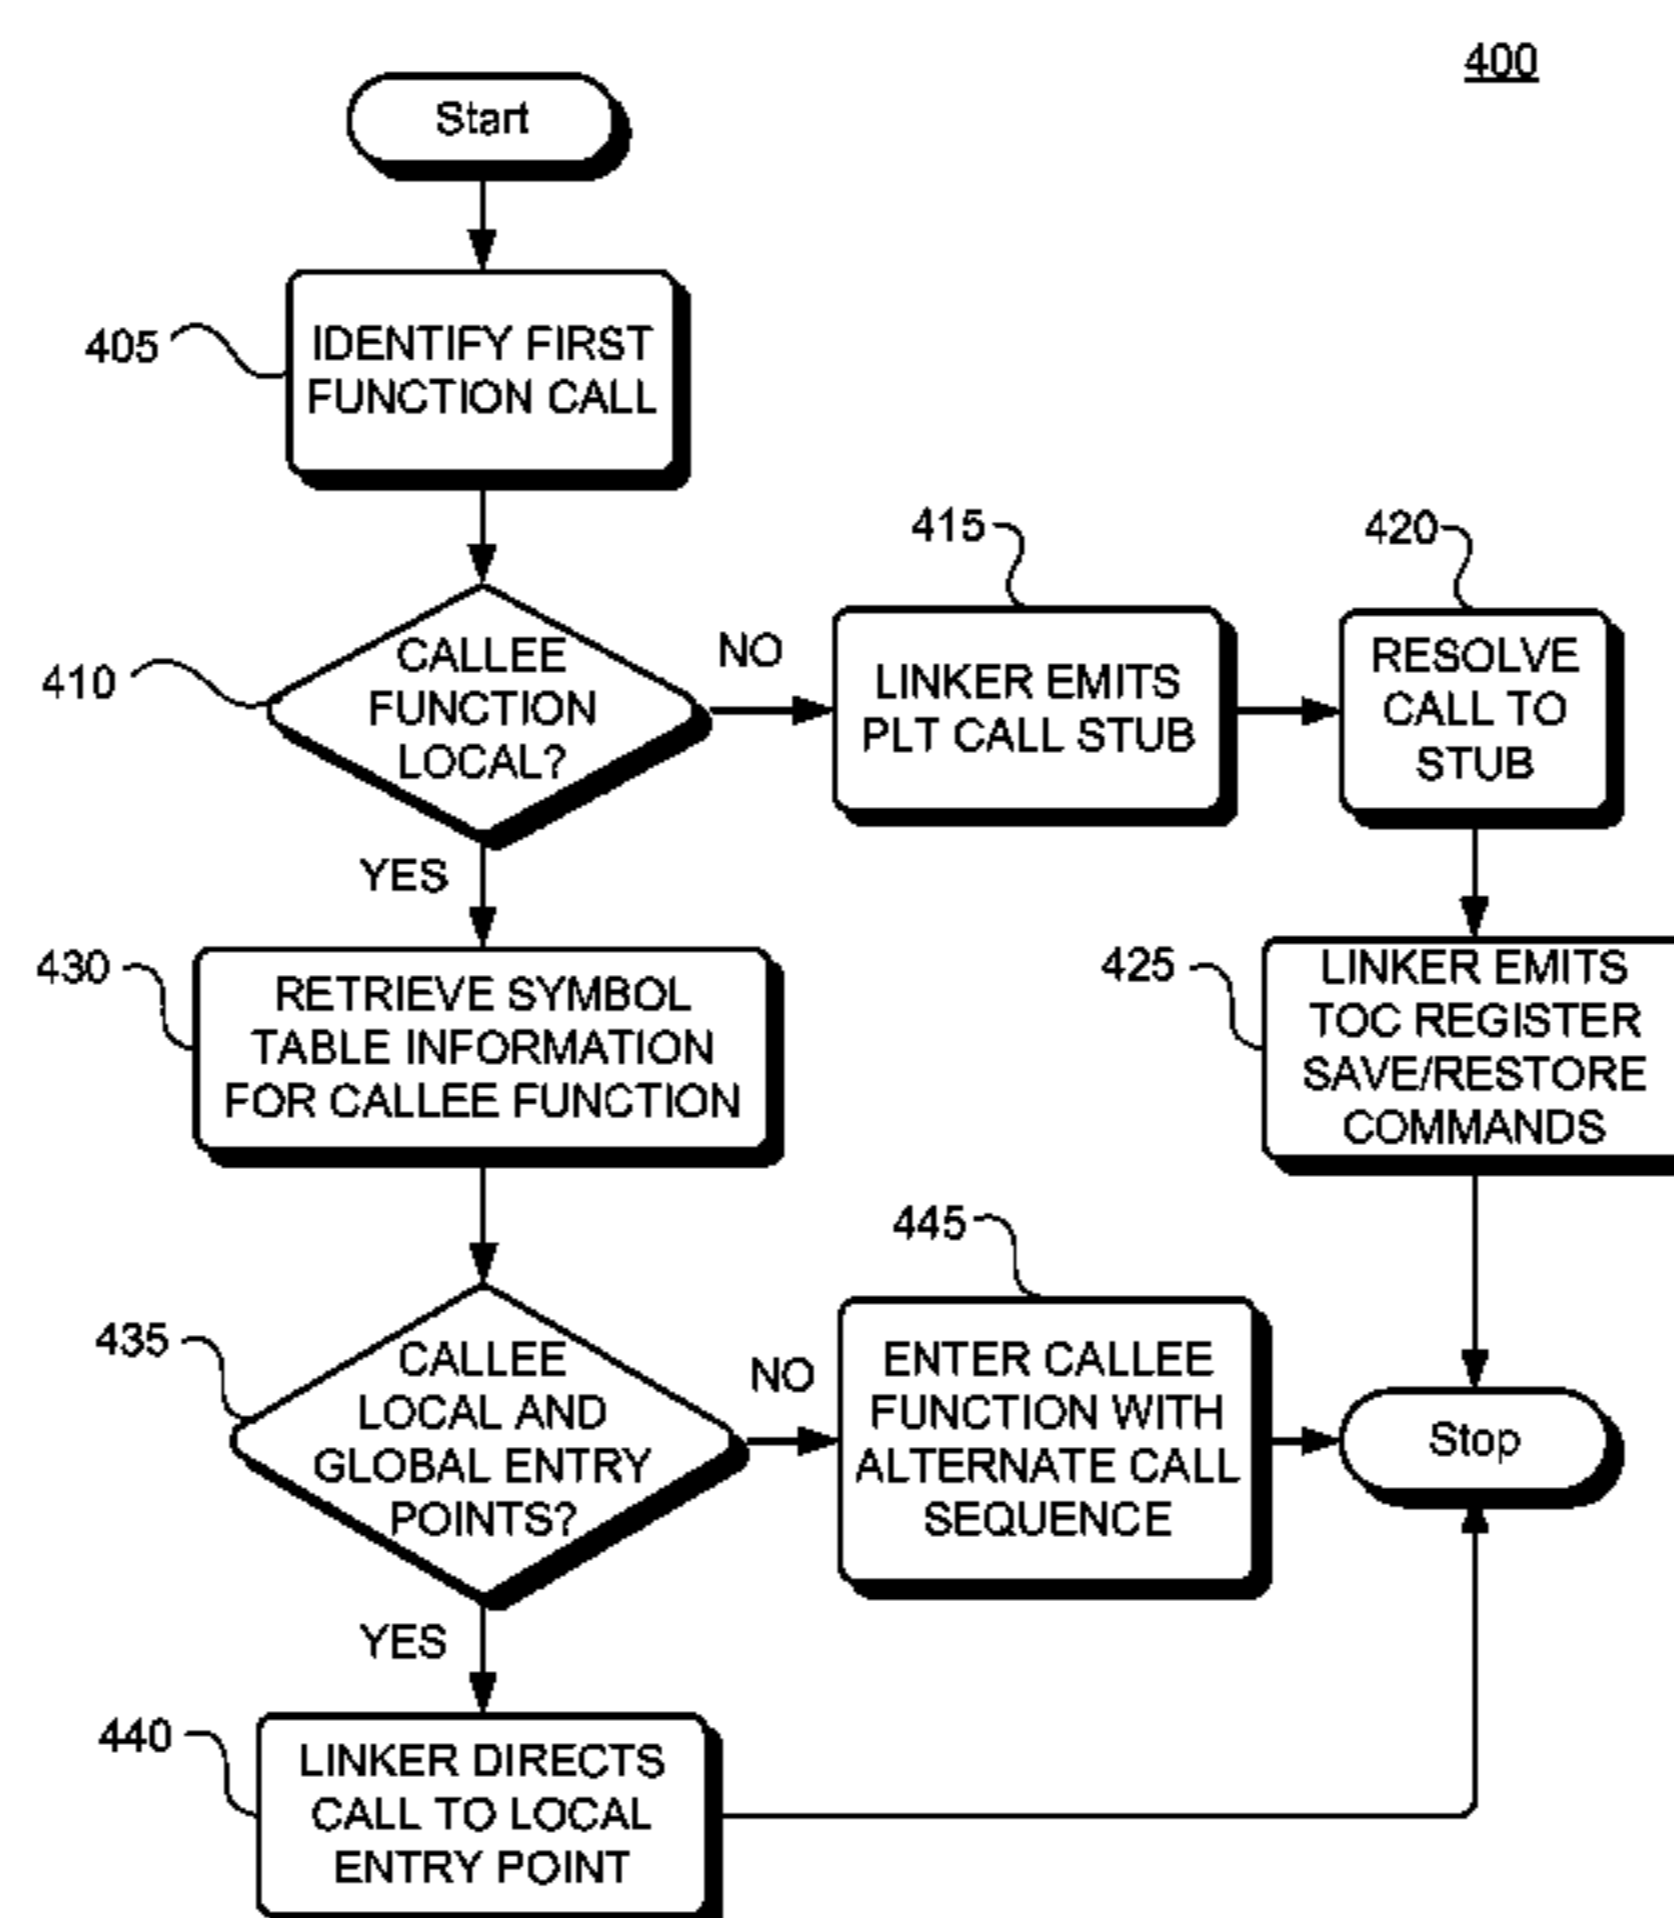 400
Start
405
IDENTIFY FIRST
FUNCTION CALL
410
CALLEE
FUNCTION
LOCAL?
NO
415
LINKER EMITS
PLT CALL STUB
420
RESOLVE
CALL TO
STUB
YES
425
LINKER EMITS
TOC REGISTER
SAVE/RESTORE
COMMANDS
430
RETRIEVE SYMBOL
TABLE INFORMATION
FOR CALLEE FUNCTION
435
CALLEE
LOCAL AND
GLOBAL ENTRY
POINTS?
NO
445
ENTER CALLEE
FUNCTION WITH
ALTERNATE CALL
SEQUENCE
Stop
YES
440
LINKER DIRECTS
CALL TO LOCAL
ENTRY POINT